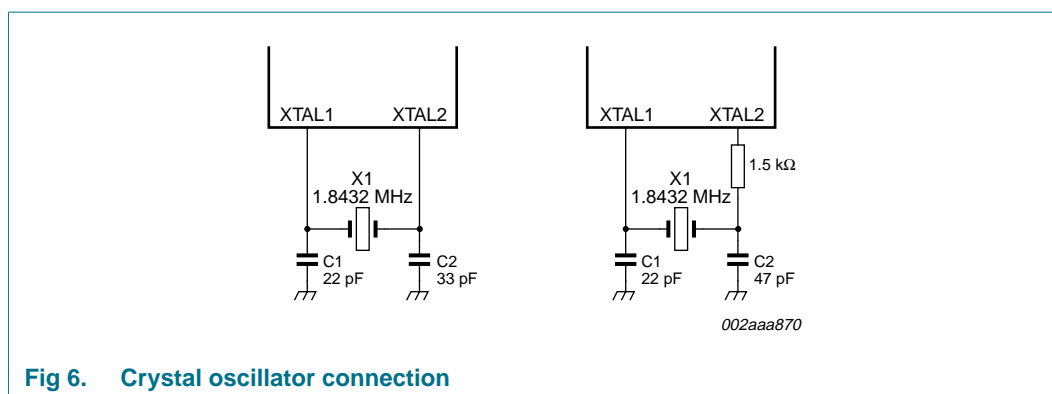 XTAL1 XTAL2
X1
1.8432 MHz
C1
22 pF
C2
33 pF
XTAL1 XTAL2
1.5 kΩ
X1
1.8432 MHz
C1
22 pF
C2
47 pF
002aaa870
Fig 6. Crystal oscillator connection